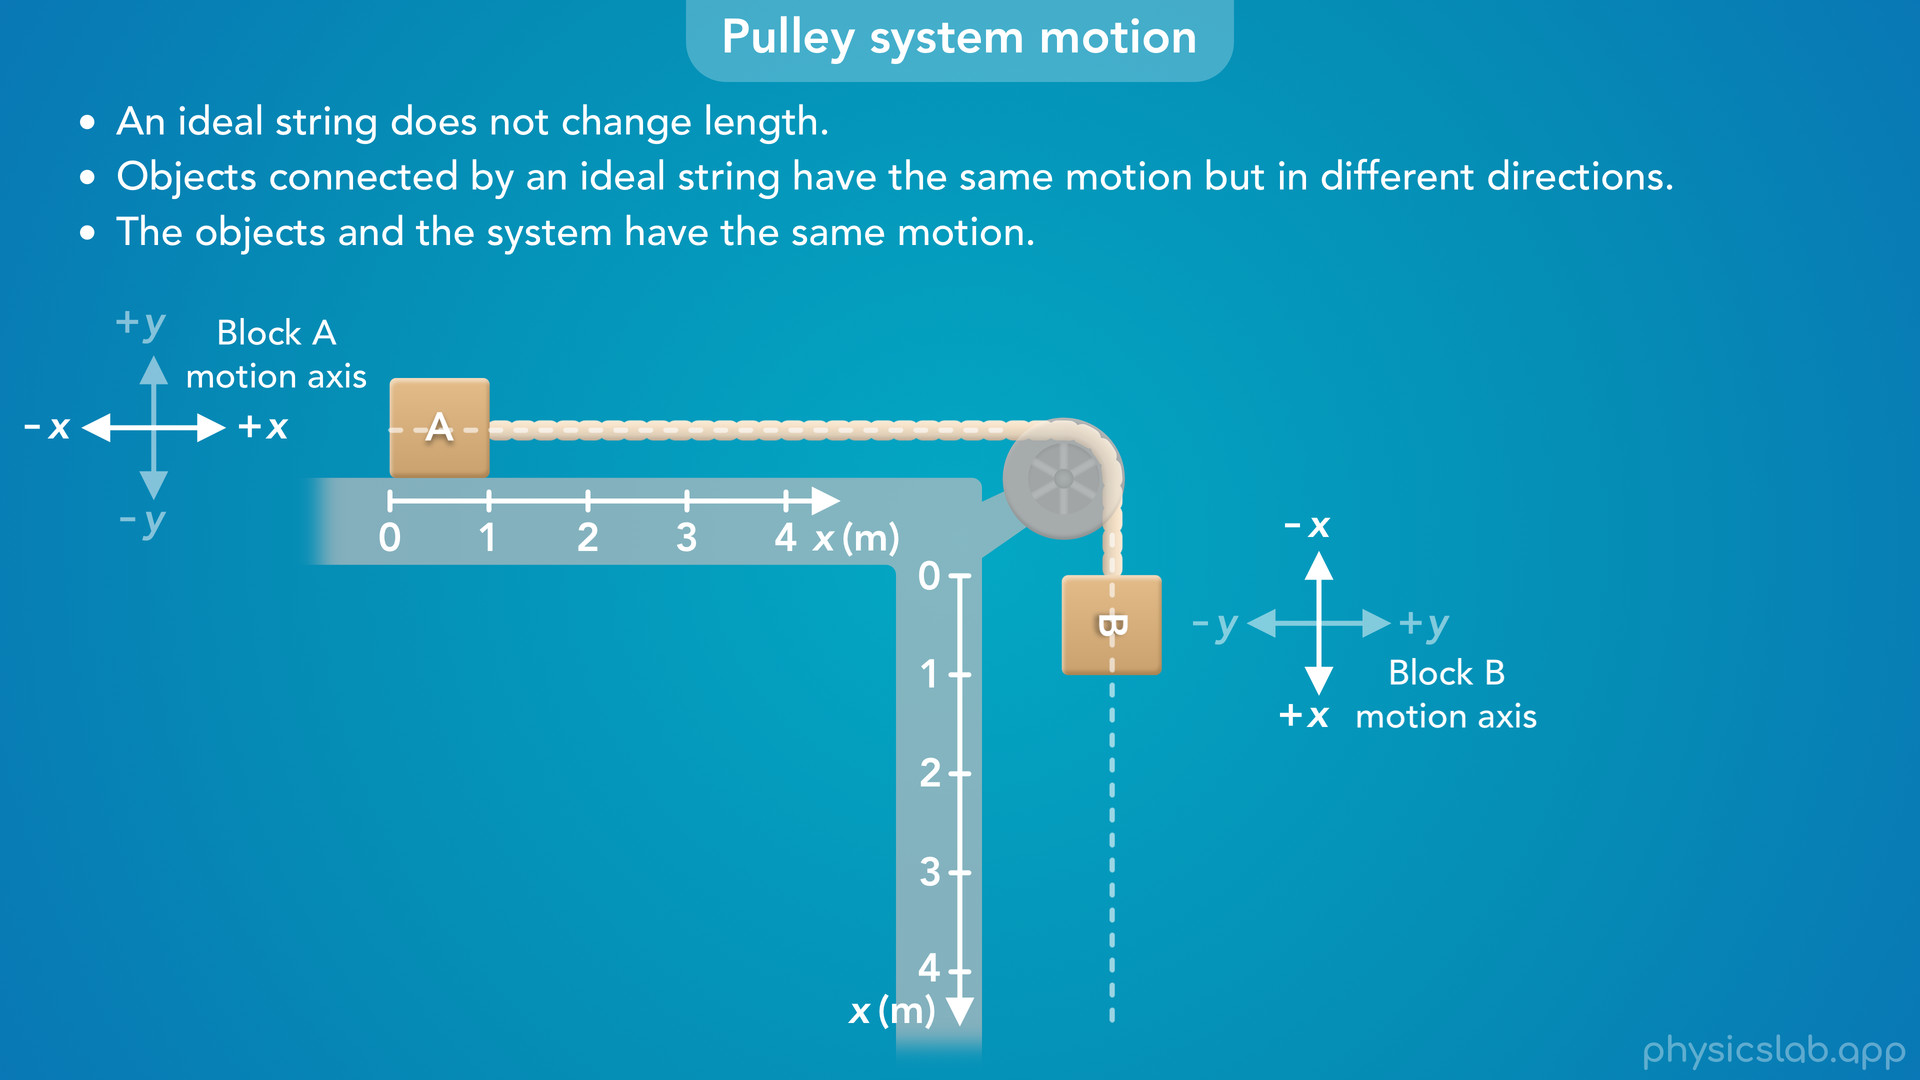 Pulley system motion
• An ideal string does not change length.
• Objects connected by an ideal string have the same motion but in different directions.
• The objects and the system have the same motion.
+y
Block A
motion axis
-x
+x
-y
A
0 1 2 3 4 x (m)
0
1
2
3
4
x (m)
B
-x
-y
+y
Block B
+x
motion axis
physicslab.app